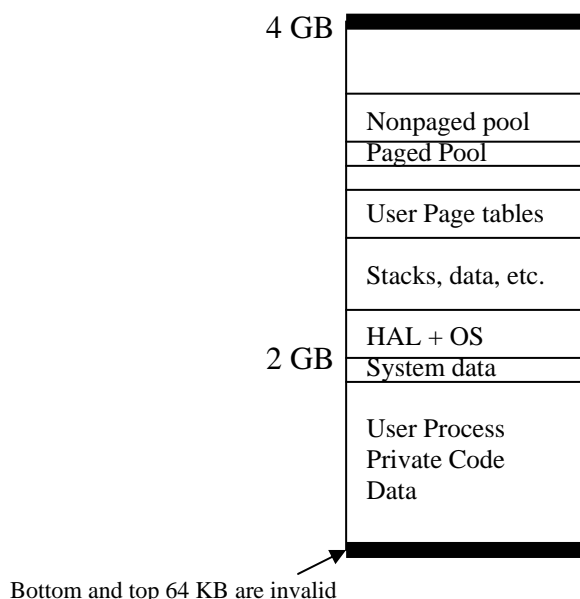 4 GB
Nonpaged pool
Paged Pool
User Page tables
Stacks, data, etc.
HAL + OS
2 GB
System data
User Process
Private Code
Data
Bottom and top 64 KB are invalid